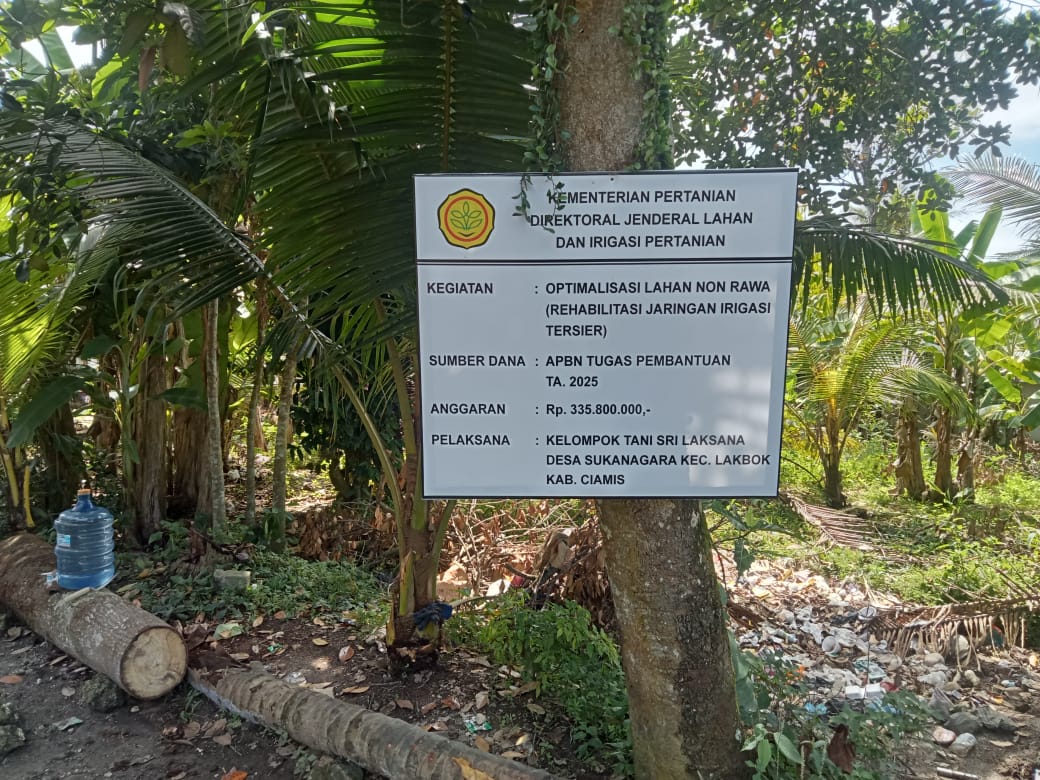 KEMENTERIAN PERTANIAN
DIREKTORAL JENDERAL LAHAN
DAN IRIGASI PERTANIAN
KEGIATAN : OPTIMALISASI LAHAN NON RAWA
(REHABILITASI JARINGAN IRIGASI
TERSIER)
SUMBER DANA : APBN TUGAS PEMBANTUAN
TA. 2025
ANGGARAN : Rp. 335.800.000,-
PELAKSANA : KELOMPOK TANI SRI LAKSANA
DESA SUKANAGARA KEC. LAKBOK
KAB. CIAMIS